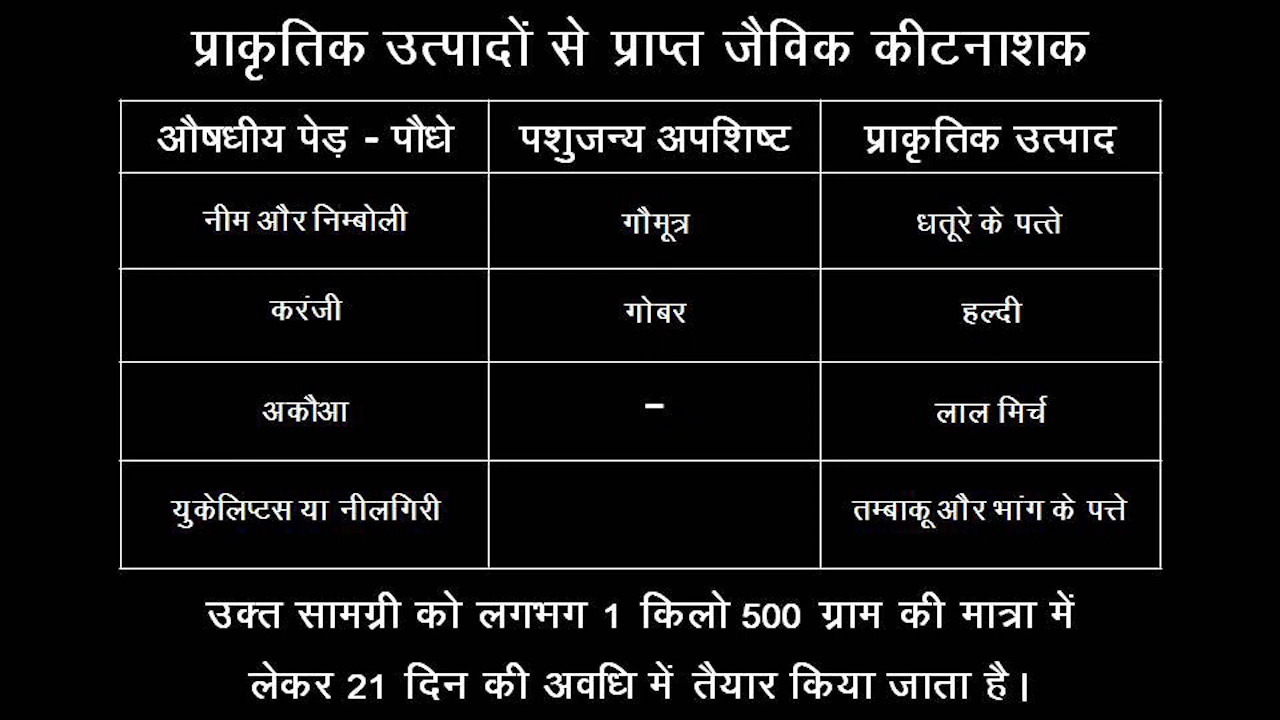 प्राकृतिक उत्पादों से प्राप्त जैविक कीटनाशक
औषधीय पेड़ - पौधे पशुजन्य अपशिष्ट प्राकृतिक उत्पाद
नीम और निम्बोली गौमूत्र धतूरे के पत्ते
करंजी गोबर हल्दी
अकौआ – लाल मिर्च
युकेलिप्टस या नीलगिरी तम्बाकू और भांग के पत्ते
उक्त सामग्री को लगभग 1 किलो 500 ग्राम की मात्रा में
लेकर 21 दिन की अवधि में तैयार किया जाता है।